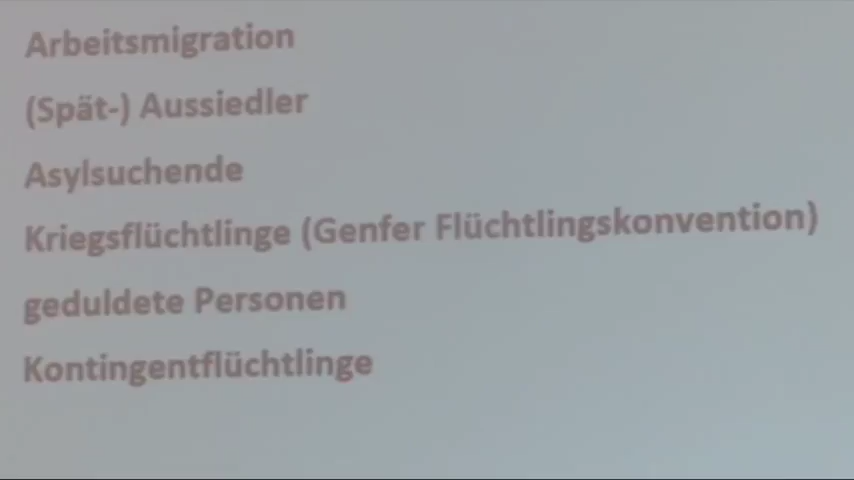 Arbeitsmigration
(Spät-) Aussiedler
Asylsuchende
Kriegsflüchtlinge (Genfer Flüchtlingskonvention)
geduldete Personen
Kontingentflüchtlinge